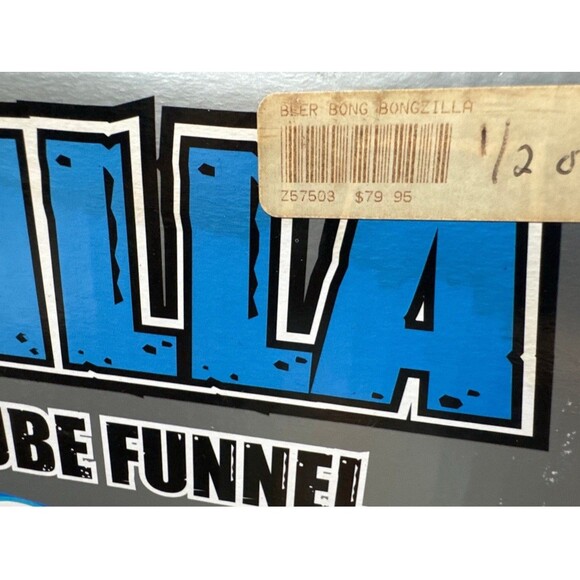 BEER BONG BONGZILLA
Z57503 $79 95
1/2 o
ILLA
UBE FUNNEL